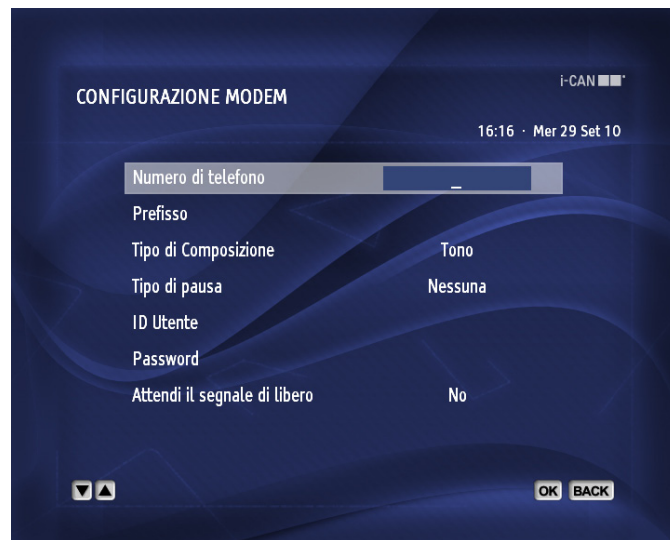 i-CAN
CONFIGURAZIONE MODEM
16:16 · Mer 29 Set 10
Numero di telefono _
Prefisso
Tipo di Composizione Tono
Tipo di pausa Nessuna
ID Utente
Password
Attendi il segnale di libero No
OK BACK